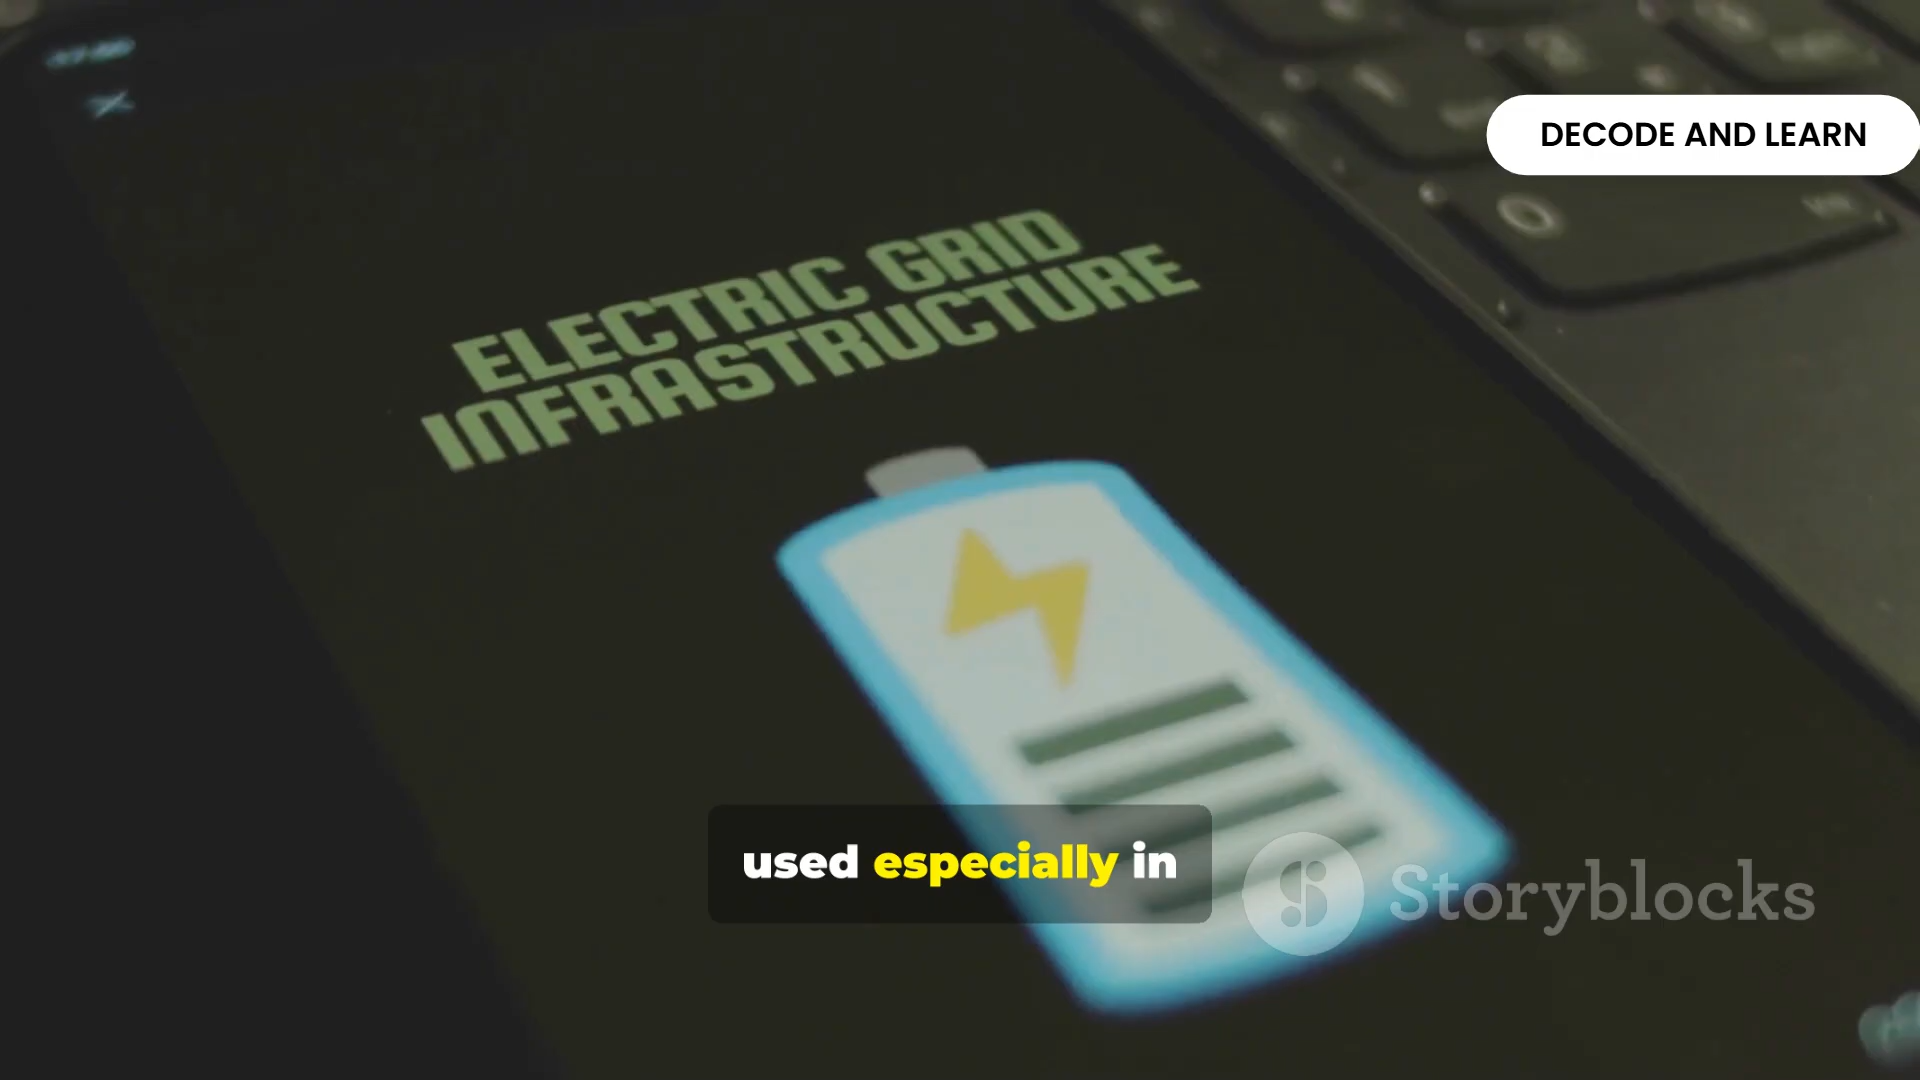 DECODE AND LEARN
ELECTRIC GRID
INFRASTRUCTURE
used especially in
Storyblocks